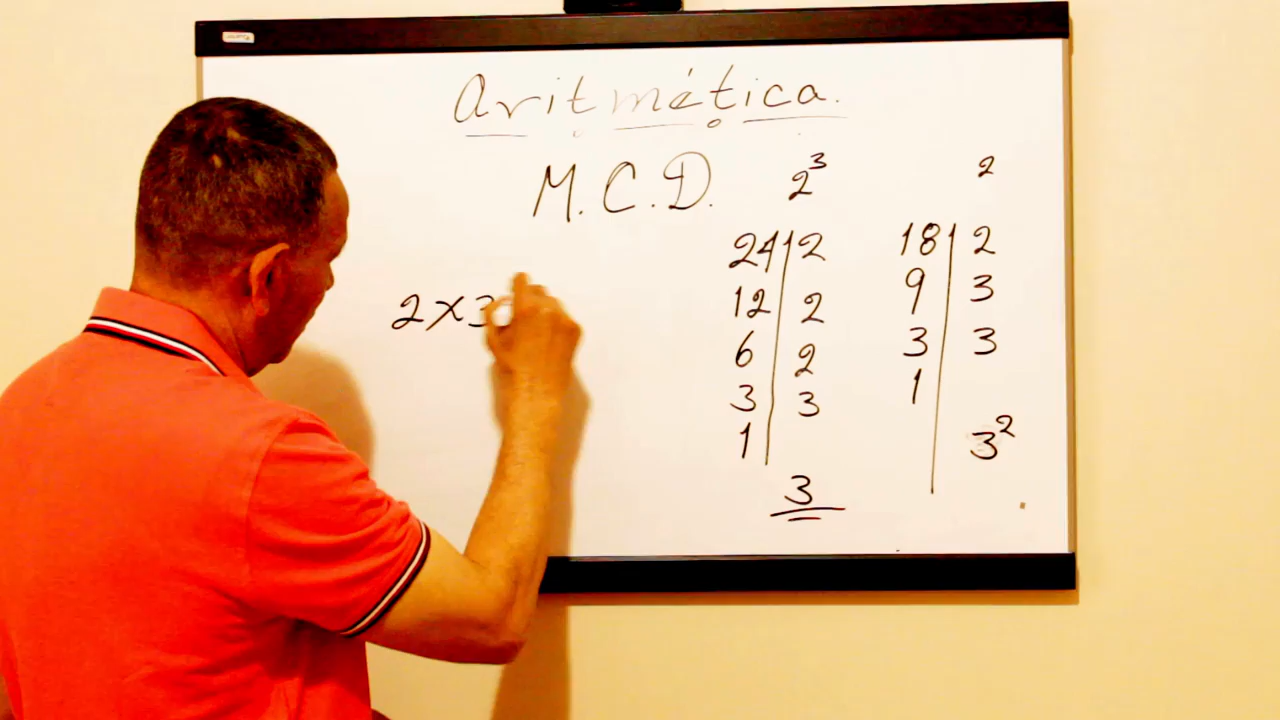 Aritmética.
M.C.D.
2³ 2
24 2 18 2
12 2 9 3
6 2 3 3
3 3 1
1
3²
3
2x3